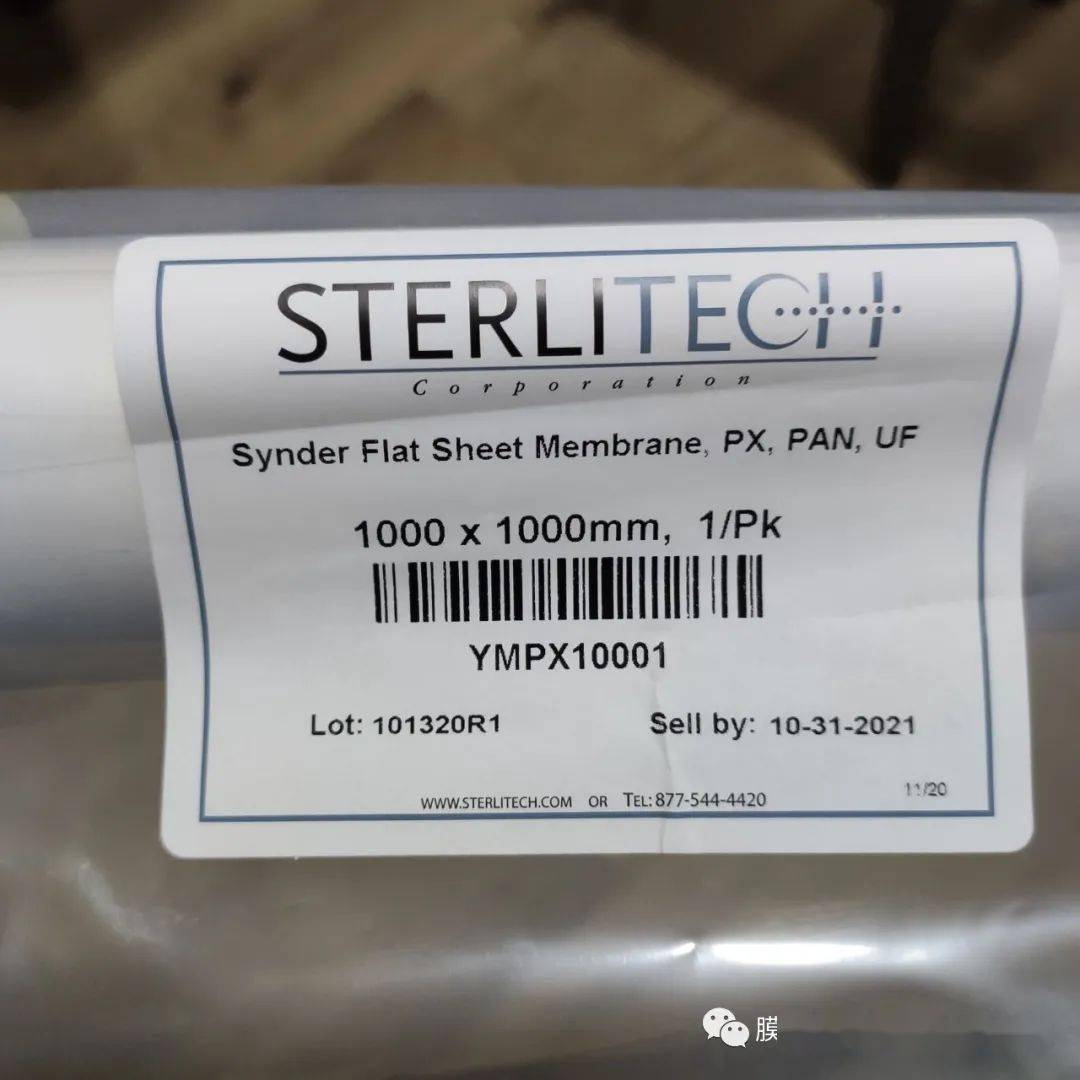 STERLITECH
Corporation
Synder Flat Sheet Membrane, PX, PAN, UF
1000 x 1000mm, 1/Pk
YMPX10001
Lot: 101320R1 Sell by: 10-31-2021
WWW.STERLITECH.COM OR TEL: 877-544-4420
11/20
膜